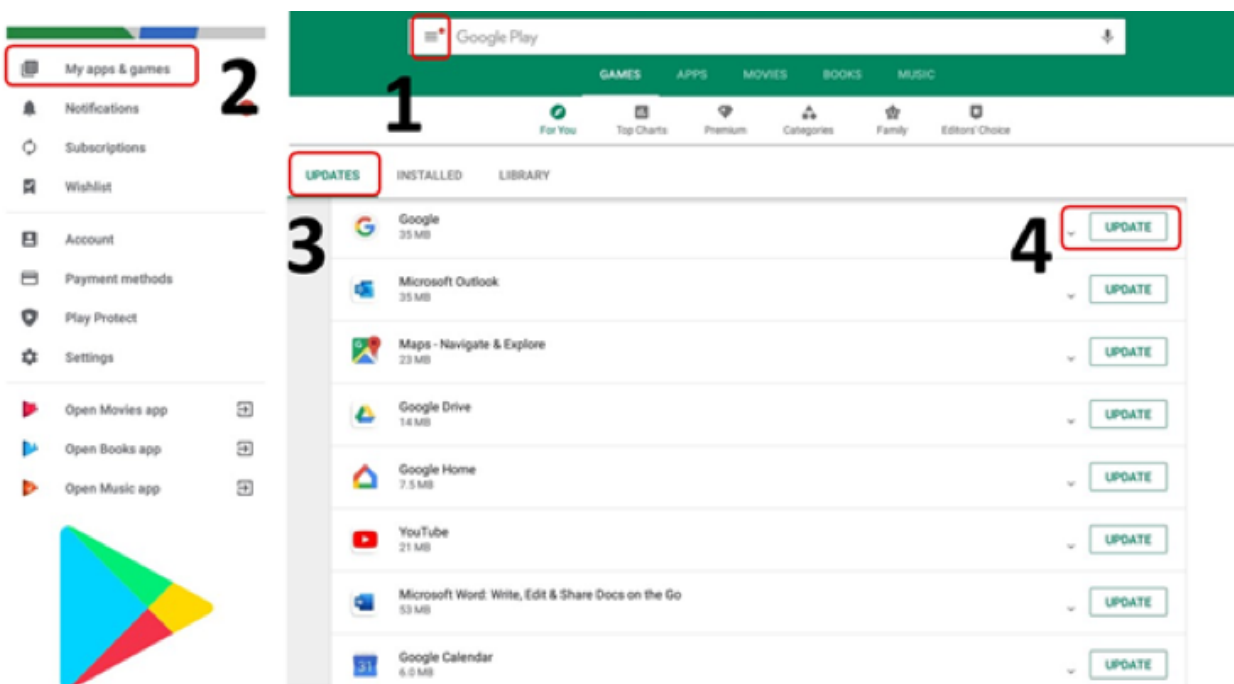 My apps & games
2
Notifications
Subscriptions
Wishlist
Account
Payment methods
Play Protect
Settings
Open Movies app
Open Books app
Open Music app
Google Play
1
GAMES APPS MOVIES BOOKS MUSIC
For You Top Charts Premium Categories Family Editors' Choice
UPDATES INSTALLED LIBRARY
3
Google
35 MB
4
UPDATE
Microsoft Outlook
35 MB
UPDATE
Maps - Navigate & Explore
23 MB
UPDATE
Google Drive
14 MB
UPDATE
Google Home
7.5 MB
UPDATE
YouTube
21 MB
UPDATE
Microsoft Word: Write, Edit & Share Docs on the Go
53 MB
UPDATE
31
Google Calendar
6.0 MB
UPDATE